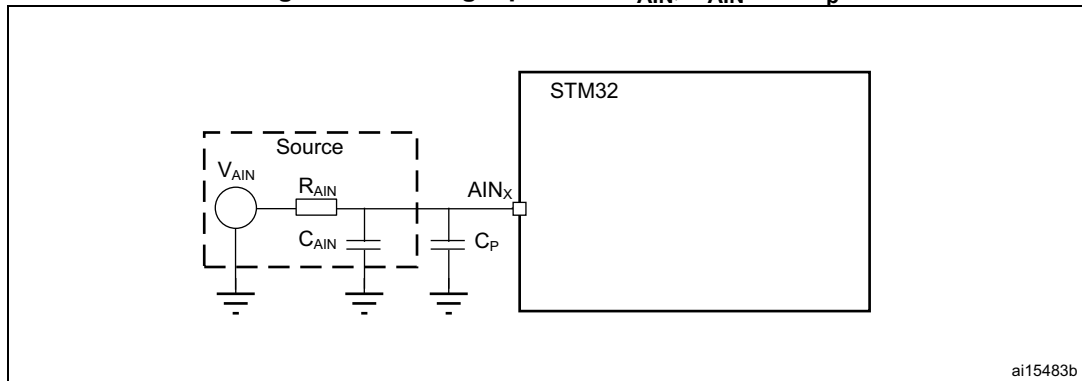 STM32
Source
VAIN
RAIN
AINX
CAIN
CP
ai15483b